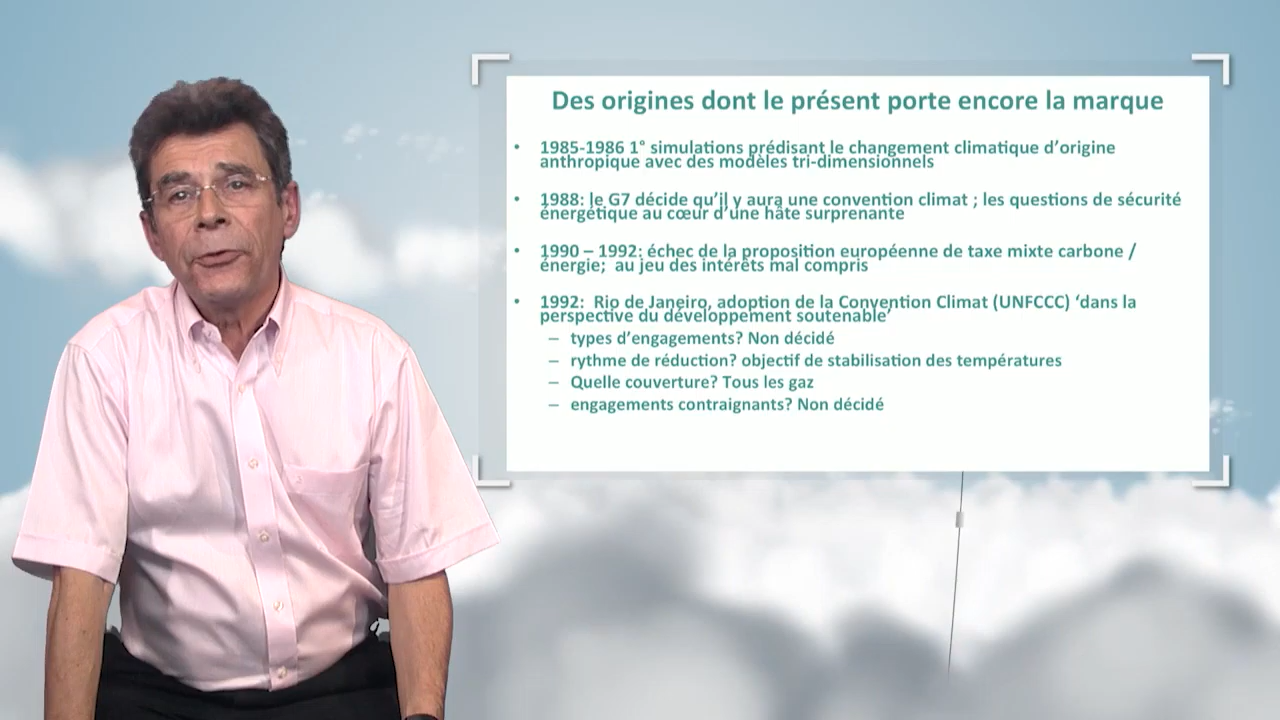 Des origines dont le présent porte encore la marque
• 1985-1986 1° simulations prédisant le changement climatique d’origine
anthropique avec des modèles tri-dimensionnels
• 1988: le G7 décide qu’il y aura une convention climat ; les questions de sécurité
énergétique au cœur d’une hâte surprenante
• 1990 – 1992: échec de la proposition européenne de taxe mixte carbone /
énergie; au jeu des intérêts mal compris
• 1992: Rio de Janeiro, adoption de la Convention Climat (UNFCCC) ‘dans la
perspective du développement soutenable’
– types d’engagements? Non décidé
– rythme de réduction? objectif de stabilisation des températures
– Quelle couverture? Tous les gaz
– engagements contraignants? Non décidé